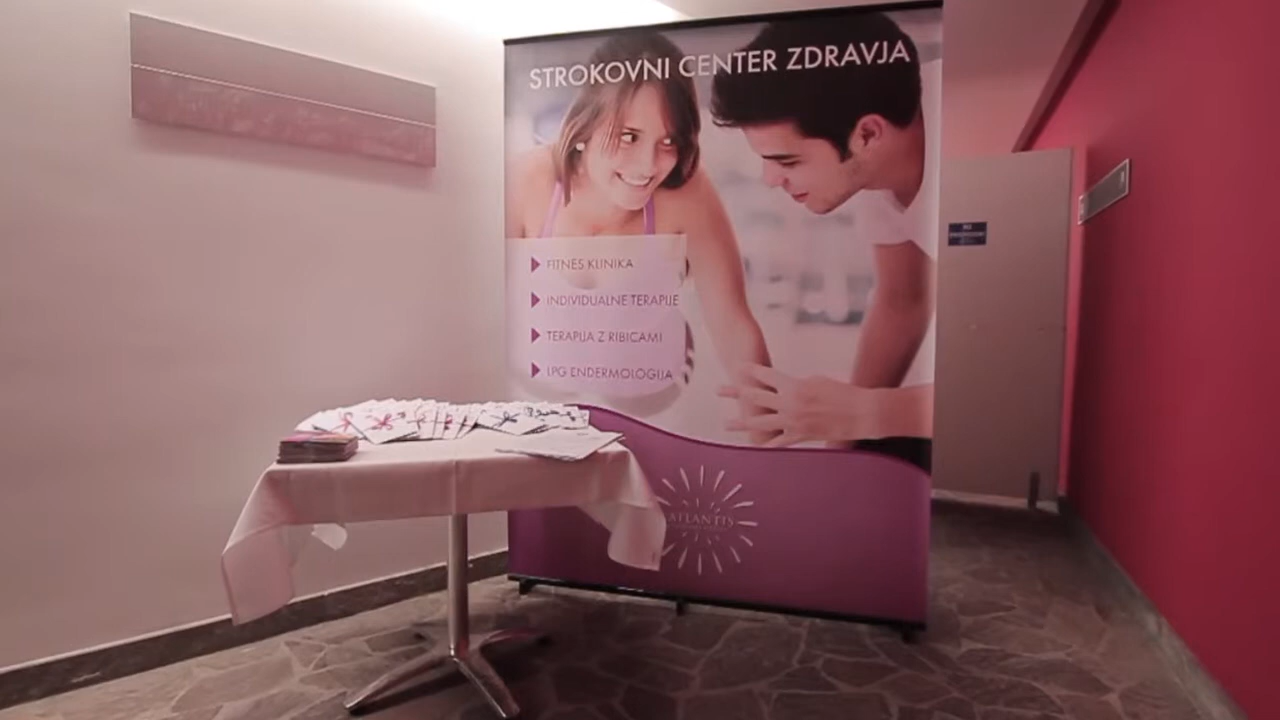 STROKOVNI CENTER ZDRAVJA
FITNES KLINIKA
INDIVIDUALNE TERAPIJE
TERAPIJA Z RIBICAMI
LPG ENDERMOLOGIJA
ATLANTIS